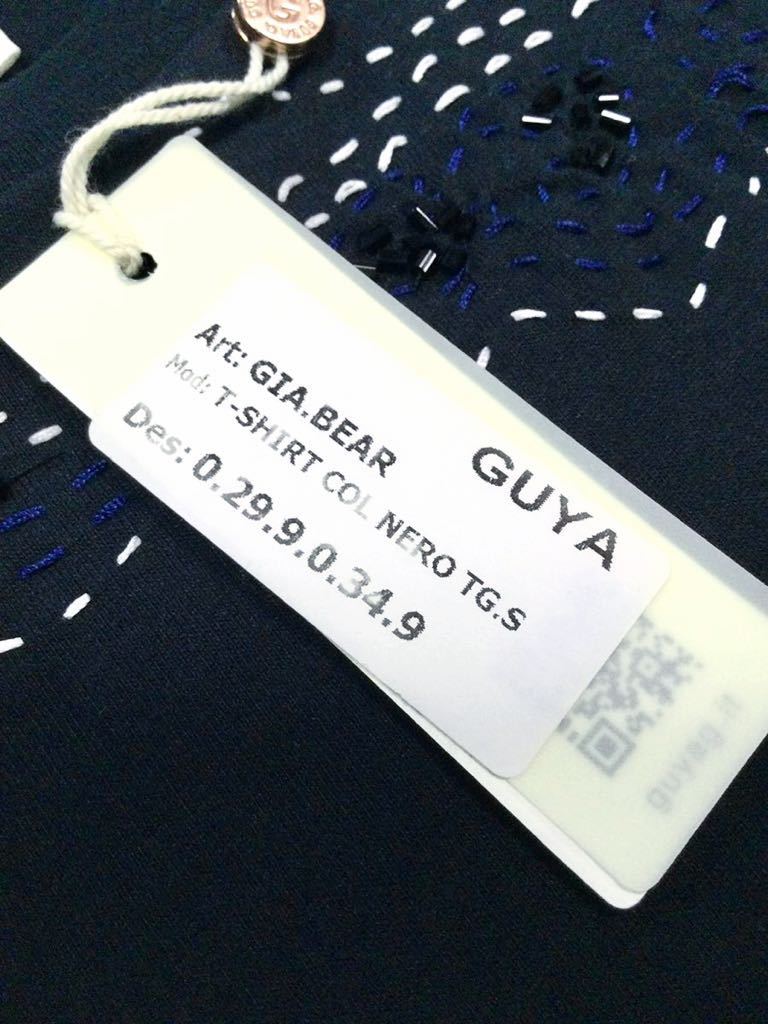 Art: GIA.BEAR
Mod: T-SHIRT COL NERO TG.S
Des: 0.29.9.0.34.9
GUYA
guyag.it